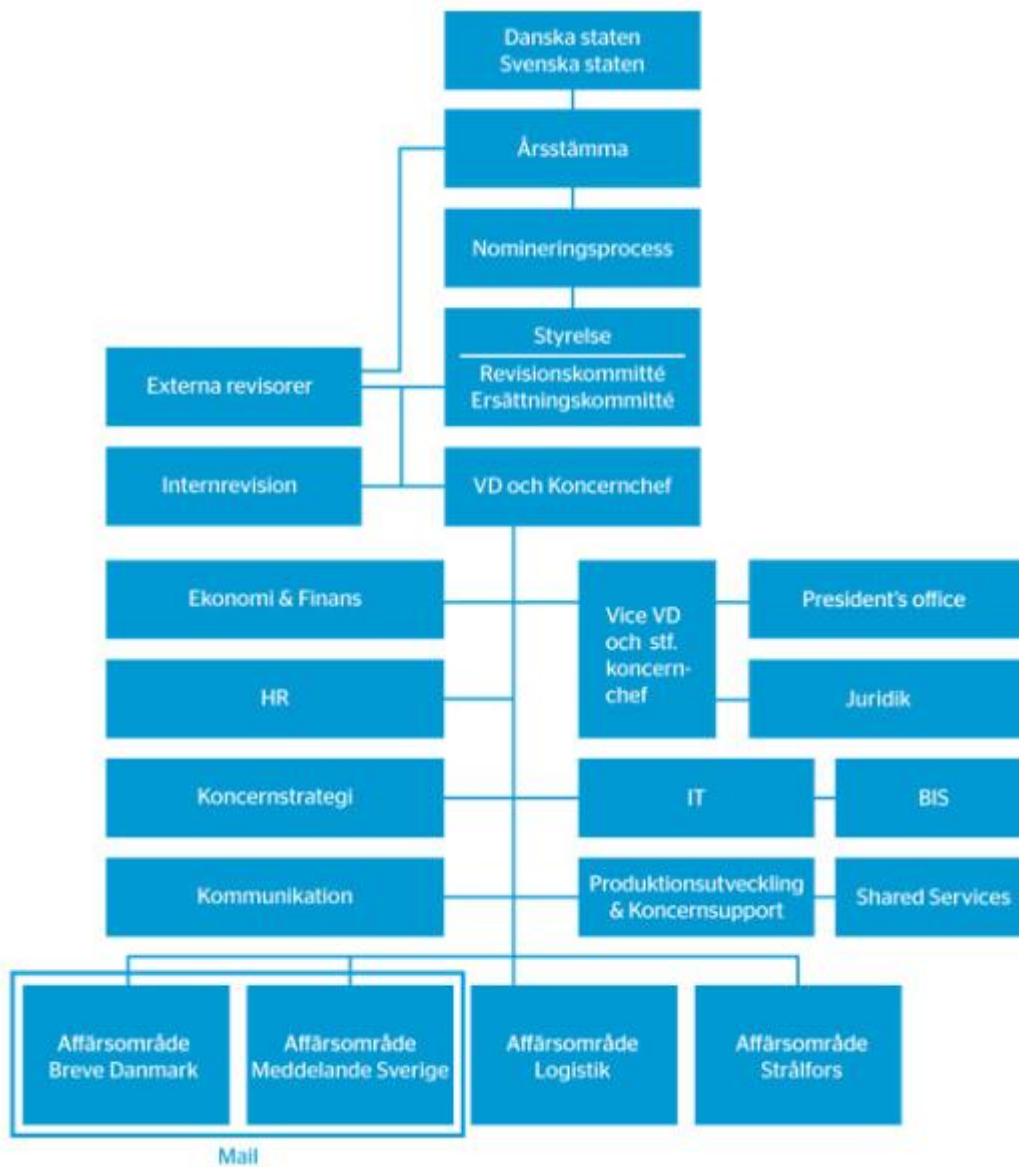 Danska staten
Svenska staten
Årsstämma
Nomineringsprocess
Styrelse
Revisionskommitté
Ersättningskommitté
Externa revisorer
Internrevision
VD och Koncernchef
Ekonomi & Finans
Vice VD
och stf.
koncern-
chef
President's office
HR
Juridik
Koncernstrategi
IT
BIS
Kommunikation
Produktionsutveckling
& Koncernsupport
Shared Services
Affärsområde
Breve Danmark
Affärsområde
Meddelande Sverige
Affärsområde
Logistik
Affärsområde
Strålfors
Mail